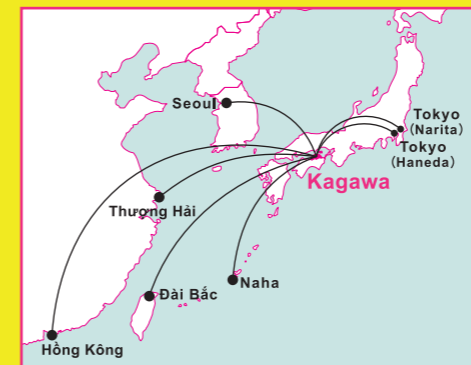 Seoul
Tokyo
(Narita)
Tokyo
(Haneda)
Kagawa
Thượng Hải
Naha
Đài Bắc
Hồng Kông